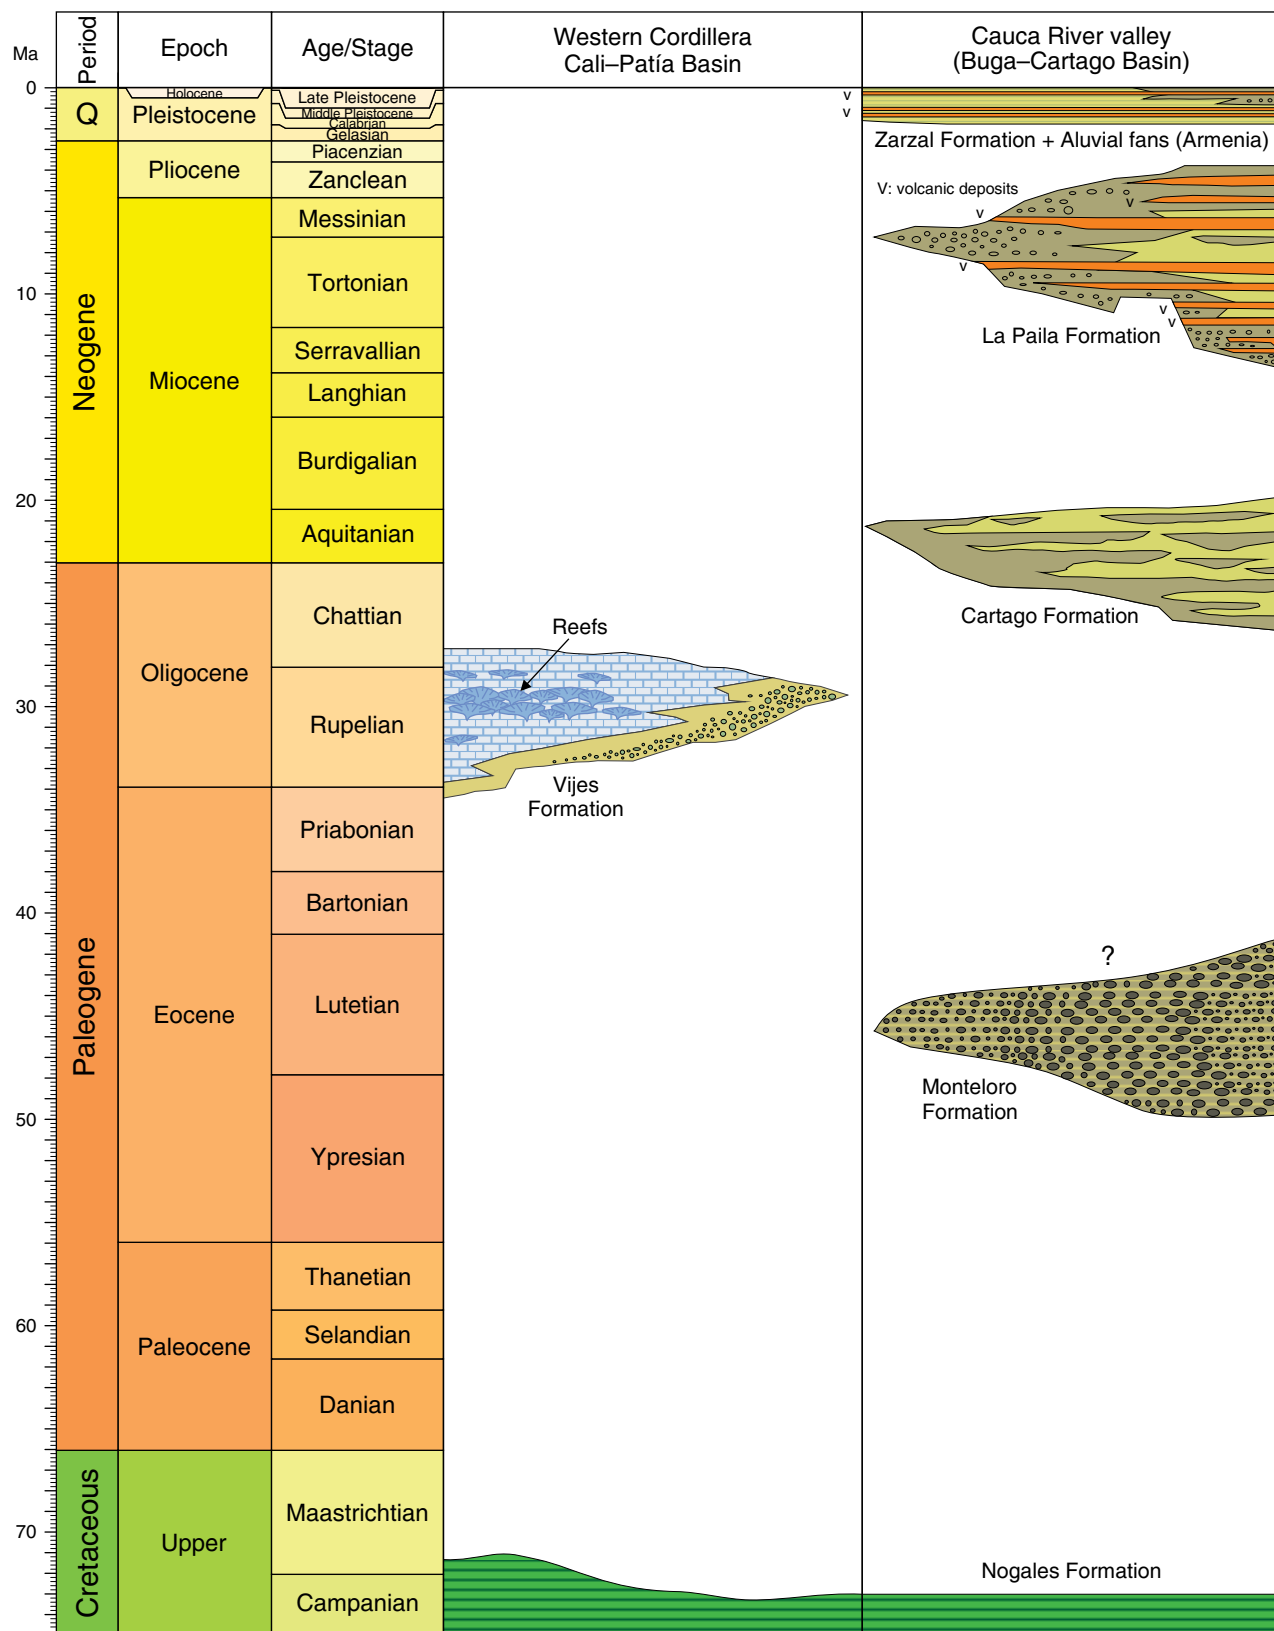 Ma
Period
Epoch
Age/Stage
Western Cordillera
Cali–Patía Basin
Cauca River valley
(Buga–Cartago Basin)
0
Q
Holocene
Pleistocene
Late Pleistocene
Middle Pleistocene
Calabrian
Gelasian
v
v
Zarzal Formation + Aluvial fans (Armenia)
Neogene
Pliocene
Piacenzian
Zanclean
V: volcanic deposits
v
v
Miocene
Messinian
Tortonian
v
10
v
v
La Paila Formation
Serravallian
Langhian
Burdigalian
20
Aquitanian
Cartago Formation
Paleogene
Oligocene
Chattian
Reefs
Rupelian
30
Vijes
Formation
Eocene
Priabonian
Bartonian
40
Lutetian
?
Monteloro
Formation
50
Ypresian
Paleocene
Thanetian
60
Selandian
Danian
Cretaceous
Upper
Maastrichtian
70
Campanian
Nogales Formation